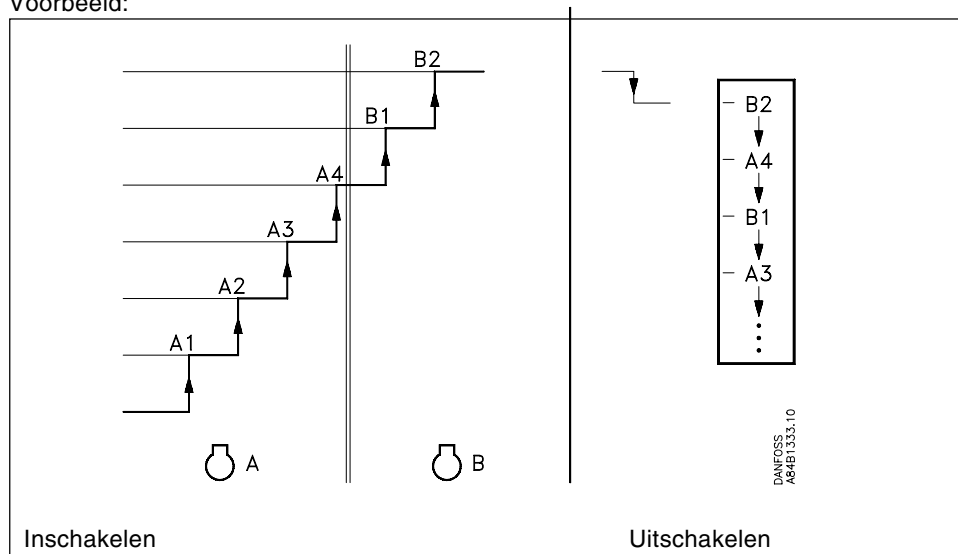 Voorbeeld:
B2
B1
A4
A3
A2
A1
A
B
B2
A4
B1
A3
DANFOSS
A84B1333.10
Inschakelen
Uitschakelen